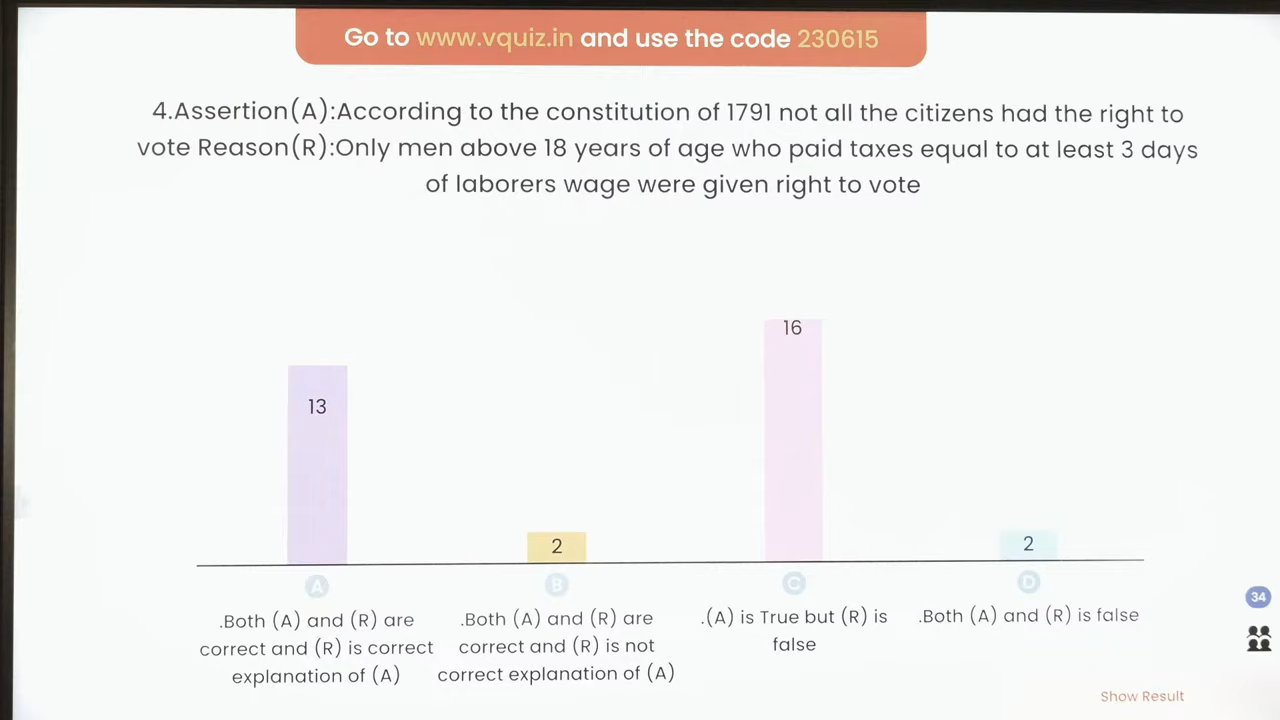 Go to www.vquiz.in and use the code 230615
4.Assertion(A):According to the constitution of 1791 not all the citizens had the right to
vote Reason(R):Only men above 18 years of age who paid taxes equal to at least 3 days
of laborers wage were given right to vote
13
2
16
2
A
B
C
D
.Both (A) and (R) are
correct and (R) is correct
explanation of (A)
.Both (A) and (R) are
correct and (R) is not
correct explanation of (A)
.(A) is True but (R) is
false
.Both (A) and (R) is false
34
Show Result